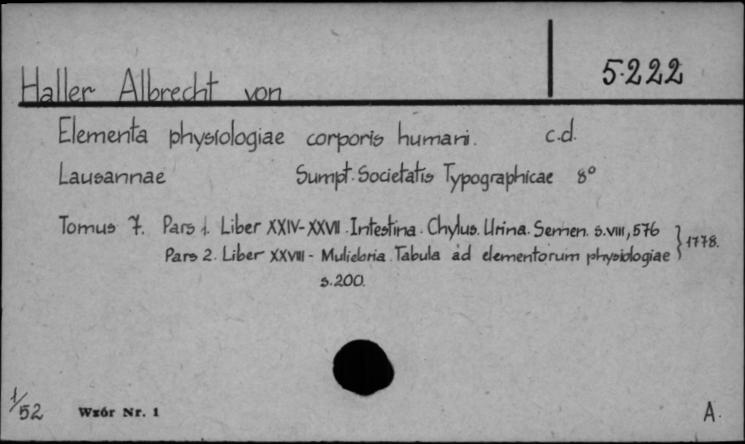 5.222
Haller Albrecht von
Elementa physiologiae corporis humani. c.d.
Lausannae Sumpt. Societatis Typographicae 8°
Tomus 7. Pars 1. Liber XXIV-XXVII. Intestina. Chylus. Urina. Semen. s.VIII, 576
Pars 2. Liber XXVIII - Muliebria. Tabula ad elementorum physiologiae } 1778.
s.200.
1/52 Wzór Nr. 1 A.